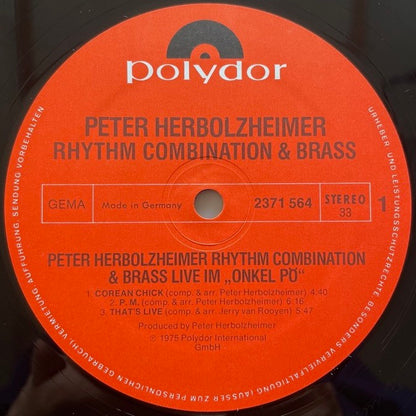 polydor
PETER HERBOLZHEIMER
RHYTHM COMBINATION & BRASS
GEMA
Made in Germany
2371 564
STEREO
33
1
PETER HERBOLZHEIMER RHYTHM COMBINATION
& BRASS LIVE IM „ONKEL PÖ“
1. COREAN CHICK (comp. & arr. Peter Herbolzheimer) 4:40
2. P. M. (comp. & arr. Peter Herbolzheimer) 6:16
3. THAT'S LIVE (comp. & arr. Jerry van Rooyen) 5:47
Produced by Peter Herbolzheimer
℗ 1975 Polydor International
GmbH
URHEBER- UND LEISTUNGSSCHUTZRECHTE BESONDERS VERVIELFÄLTIGUNG (AUSSER ZUM PERSÖNLICHEN GEBRAUCH), VERMIETUNG AUFFÜHRUNG, SENDUNG VORBEHALTEN